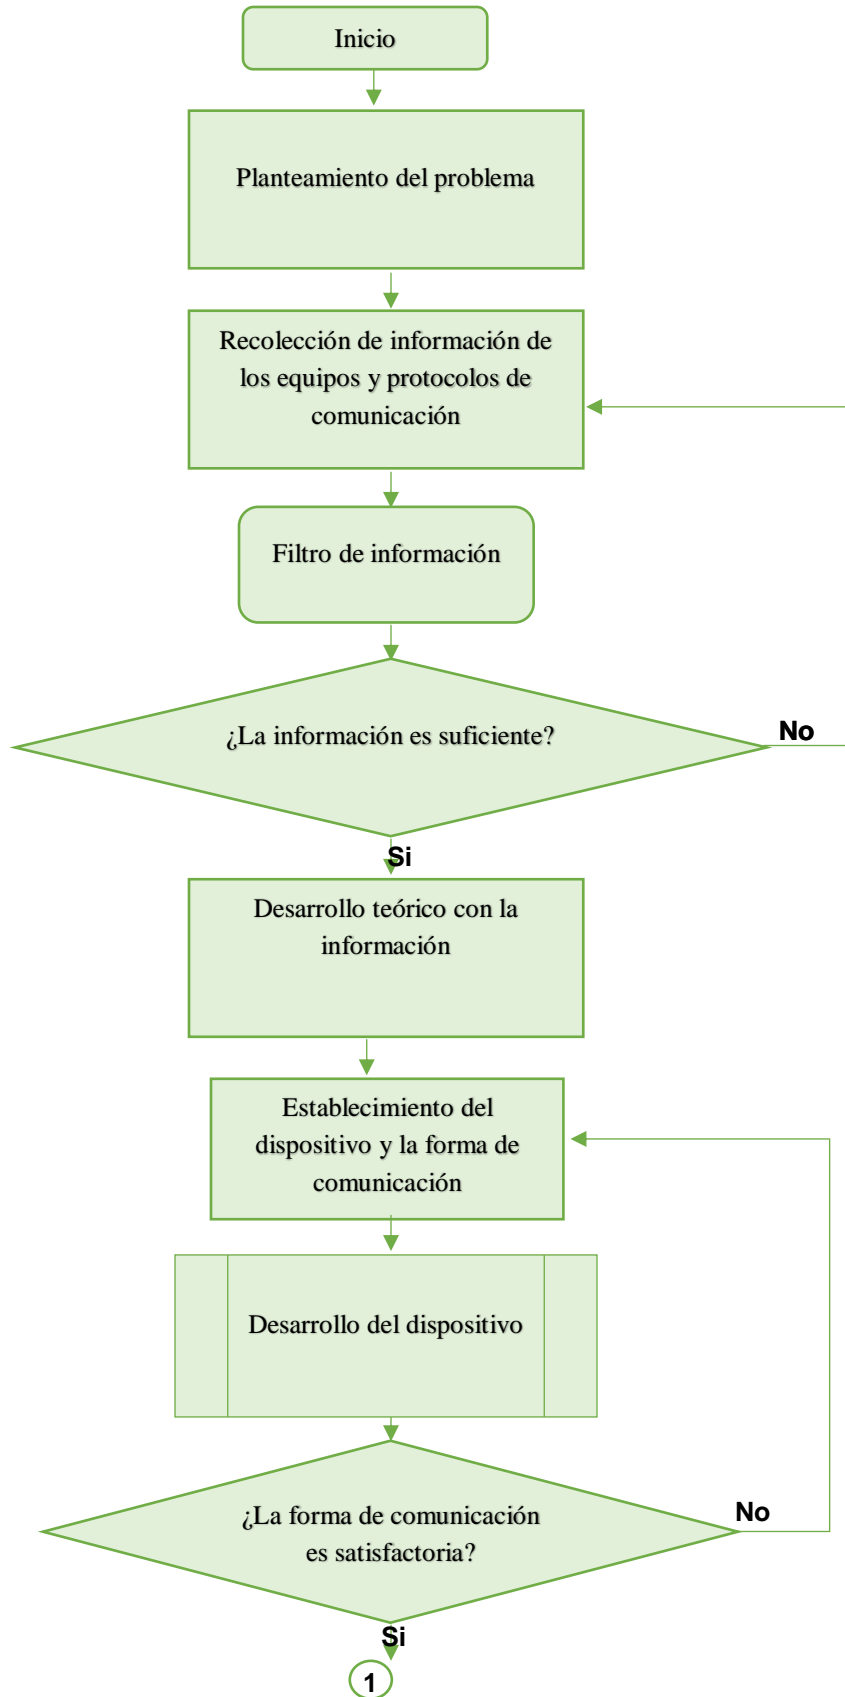 Inicio
Planteamiento del problema
Recolección de información de
los equipos y protocolos de
comunicación
Filtro de información
¿La información es suficiente?
No
Si
Desarrollo teórico con la
información
Establecimiento del
dispositivo y la forma de
comunicación
Desarrollo del dispositivo
¿La forma de comunicación
es satisfactoria?
No
Si
1